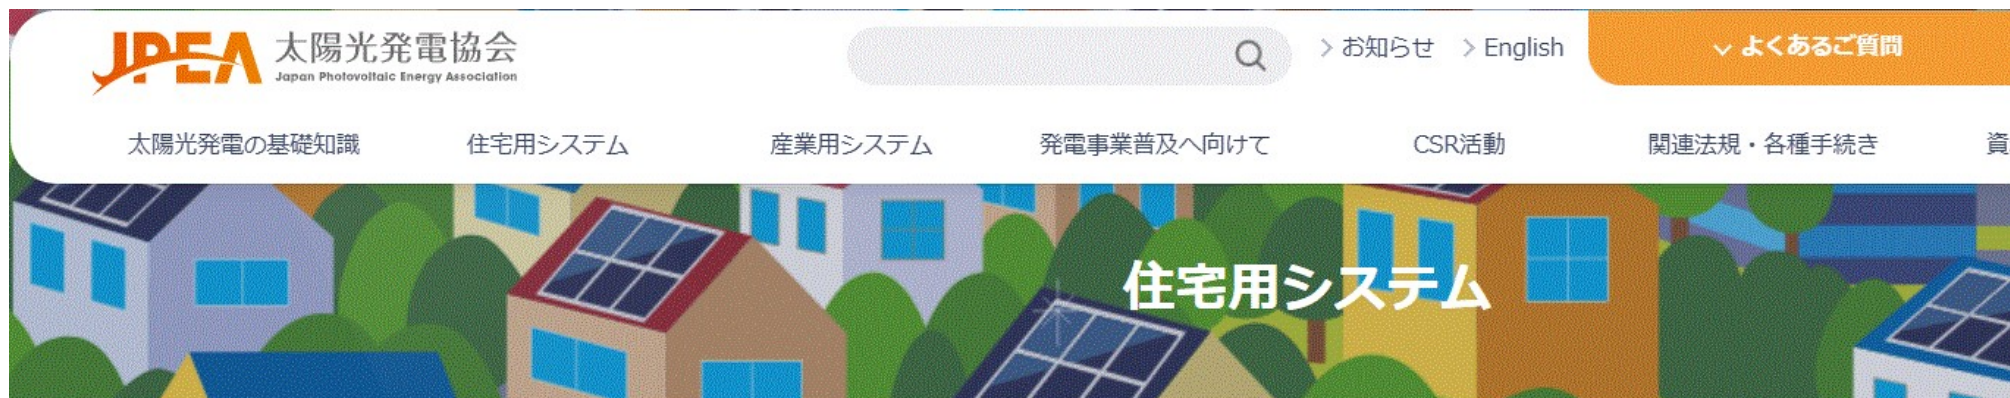 JPEA 太陽光発電協会
Japan Photovoltaic Energy Association
お知らせ
English
よくあるご質問
太陽光発電の基礎知識
住宅用システム
産業用システム
発電事業普及へ向けて
CSR活動
関連法規・各種手続き
資
住宅用システム